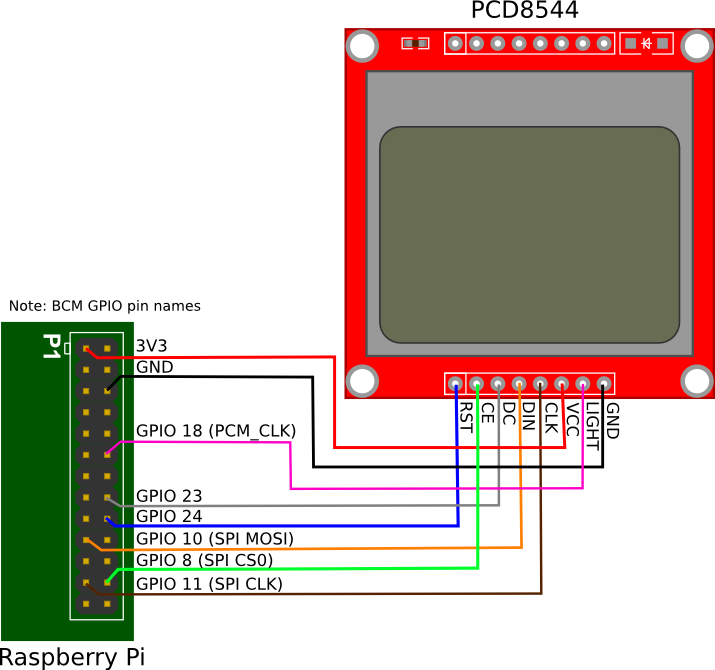 PCD8544
Note: BCM GPIO pin names
P1
3V3
GND
GPIO 18 (PCM_CLK)
GPIO 23
GPIO 24
GPIO 10 (SPI MOSI)
GPIO 8 (SPI CS0)
GPIO 11 (SPI CLK)
RST
CE
DC
DIN
CLK
VCC
LIGHT
GND
Raspberry Pi